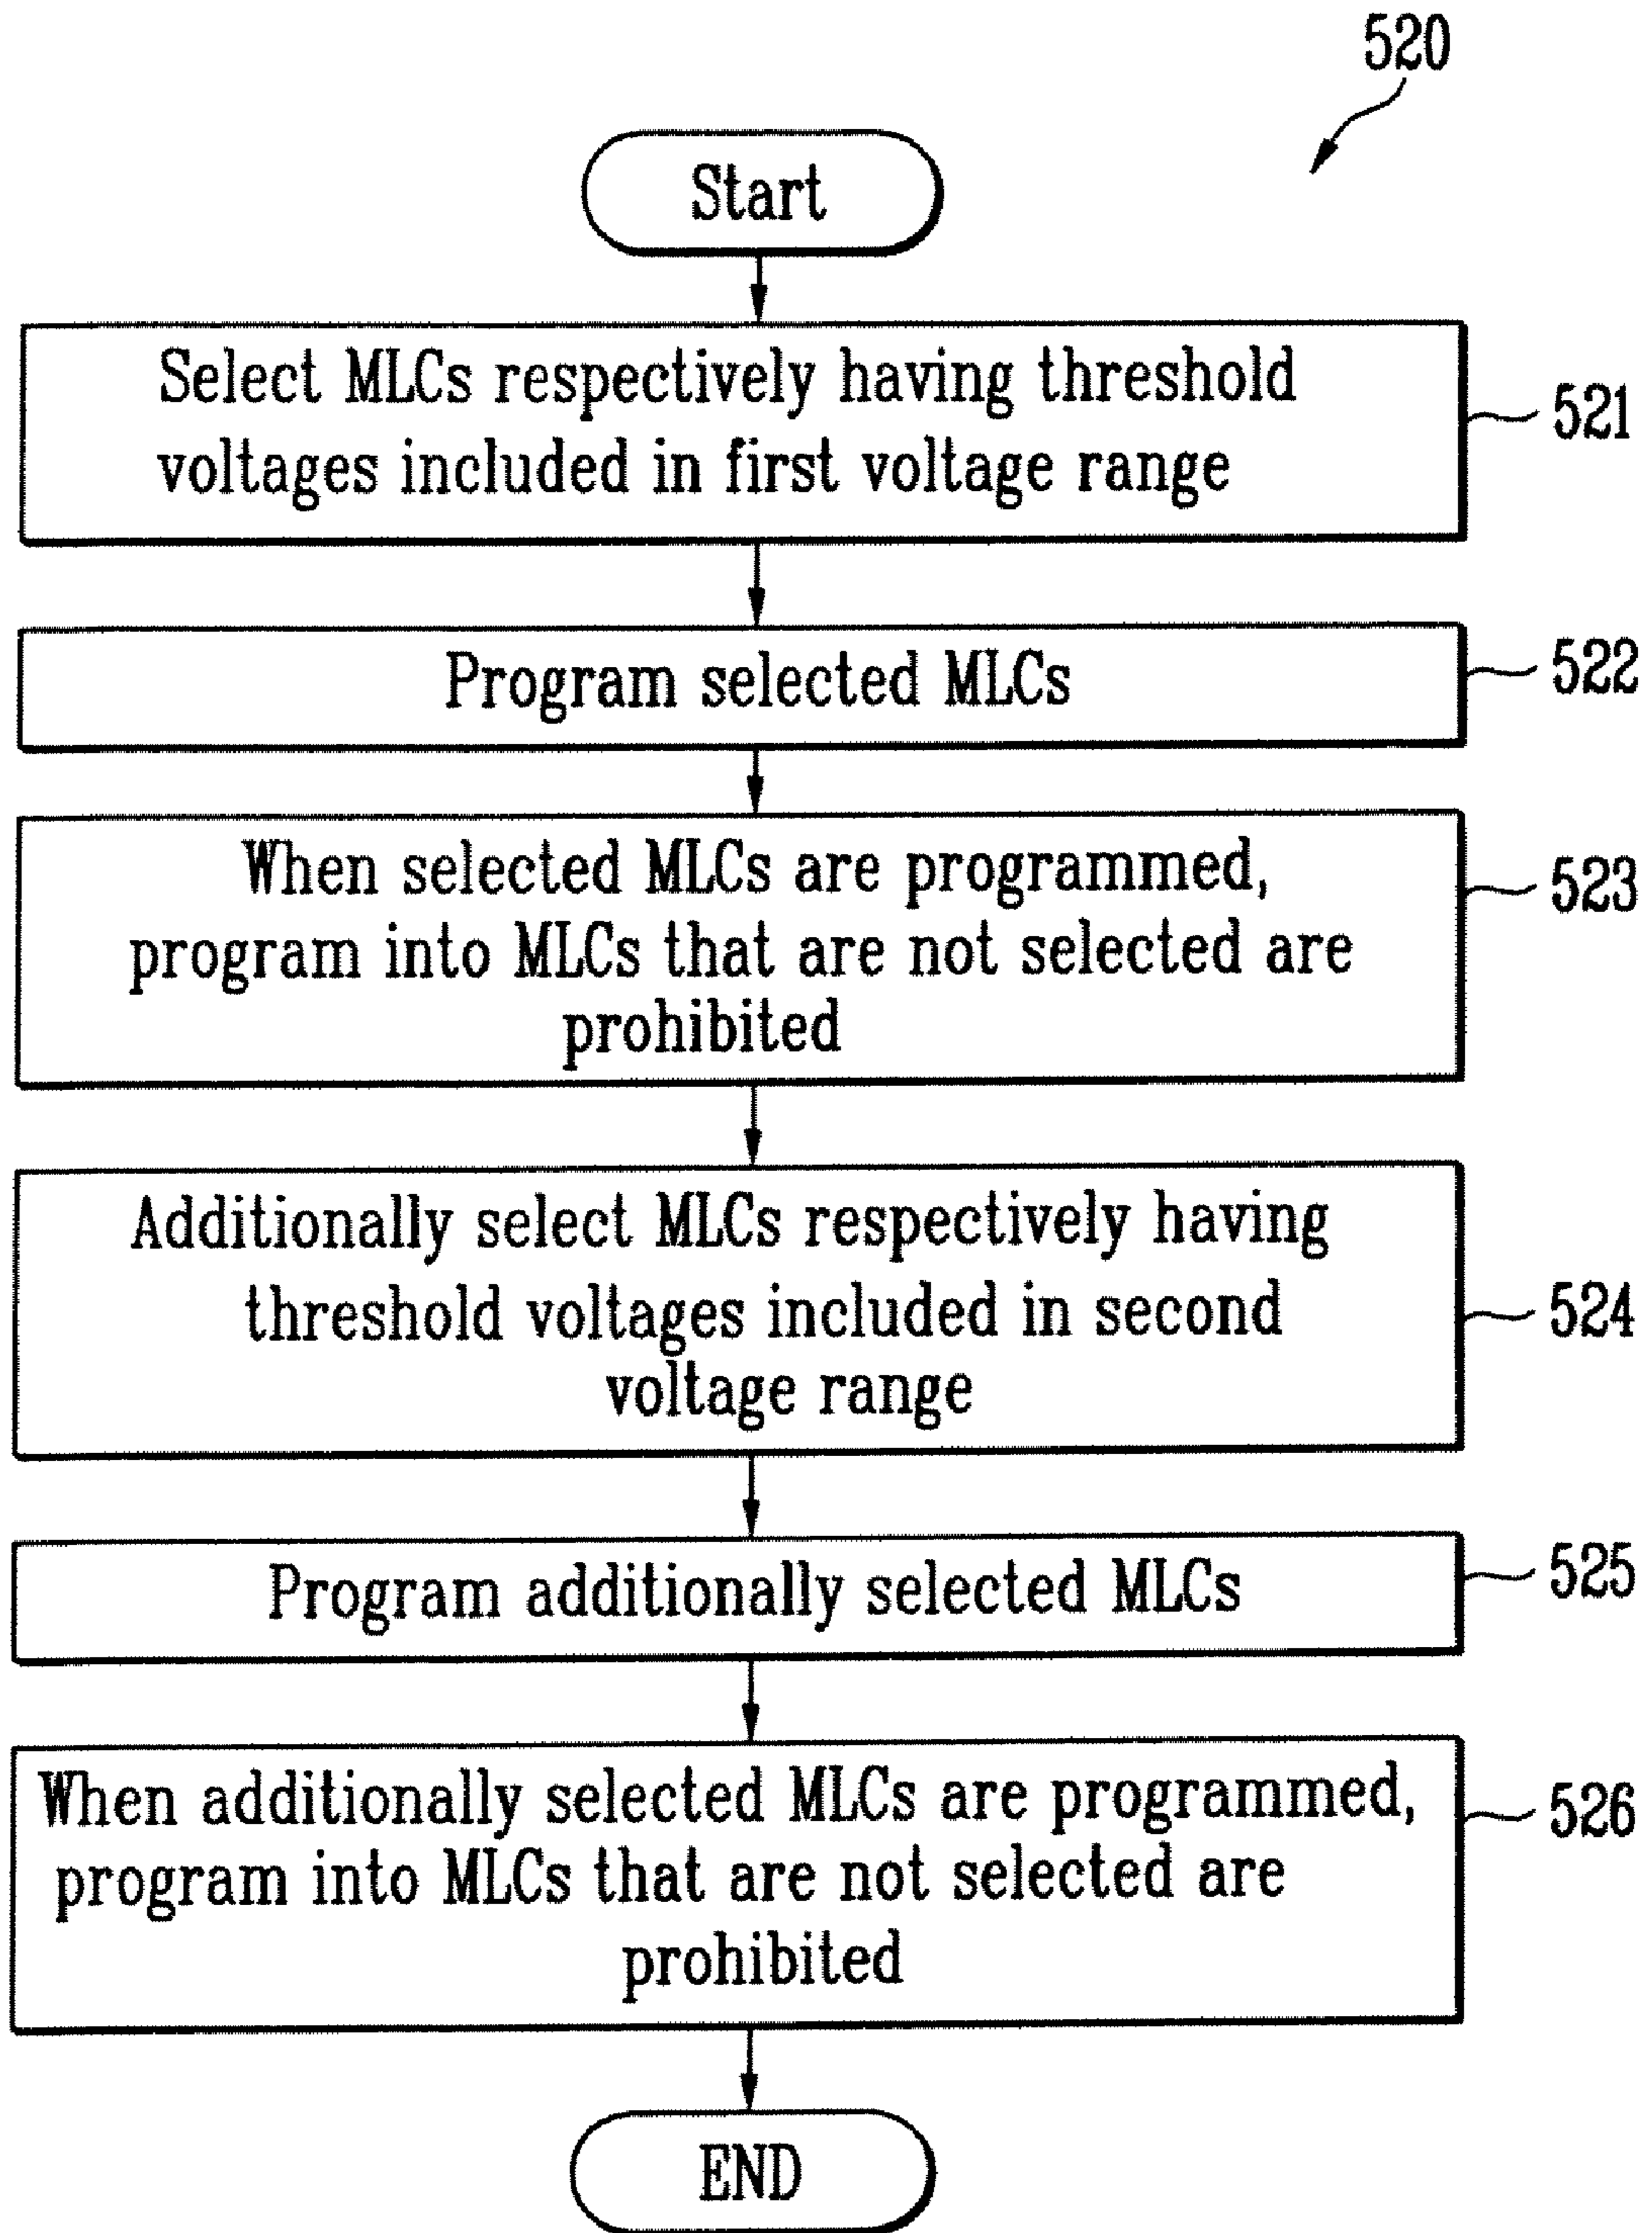 520
Start
Select MLCs respectively having threshold
voltages included in first voltage range
521
Program selected MLCs
522
When selected MLCs are programmed,
program into MLCs that are not selected are
prohibited
523
Additionally select MLCs respectively having
threshold voltages included in second
voltage range
524
Program additionally selected MLCs
525
When additionally selected MLCs are programmed,
program into MLCs that are not selected are
prohibited
526
END